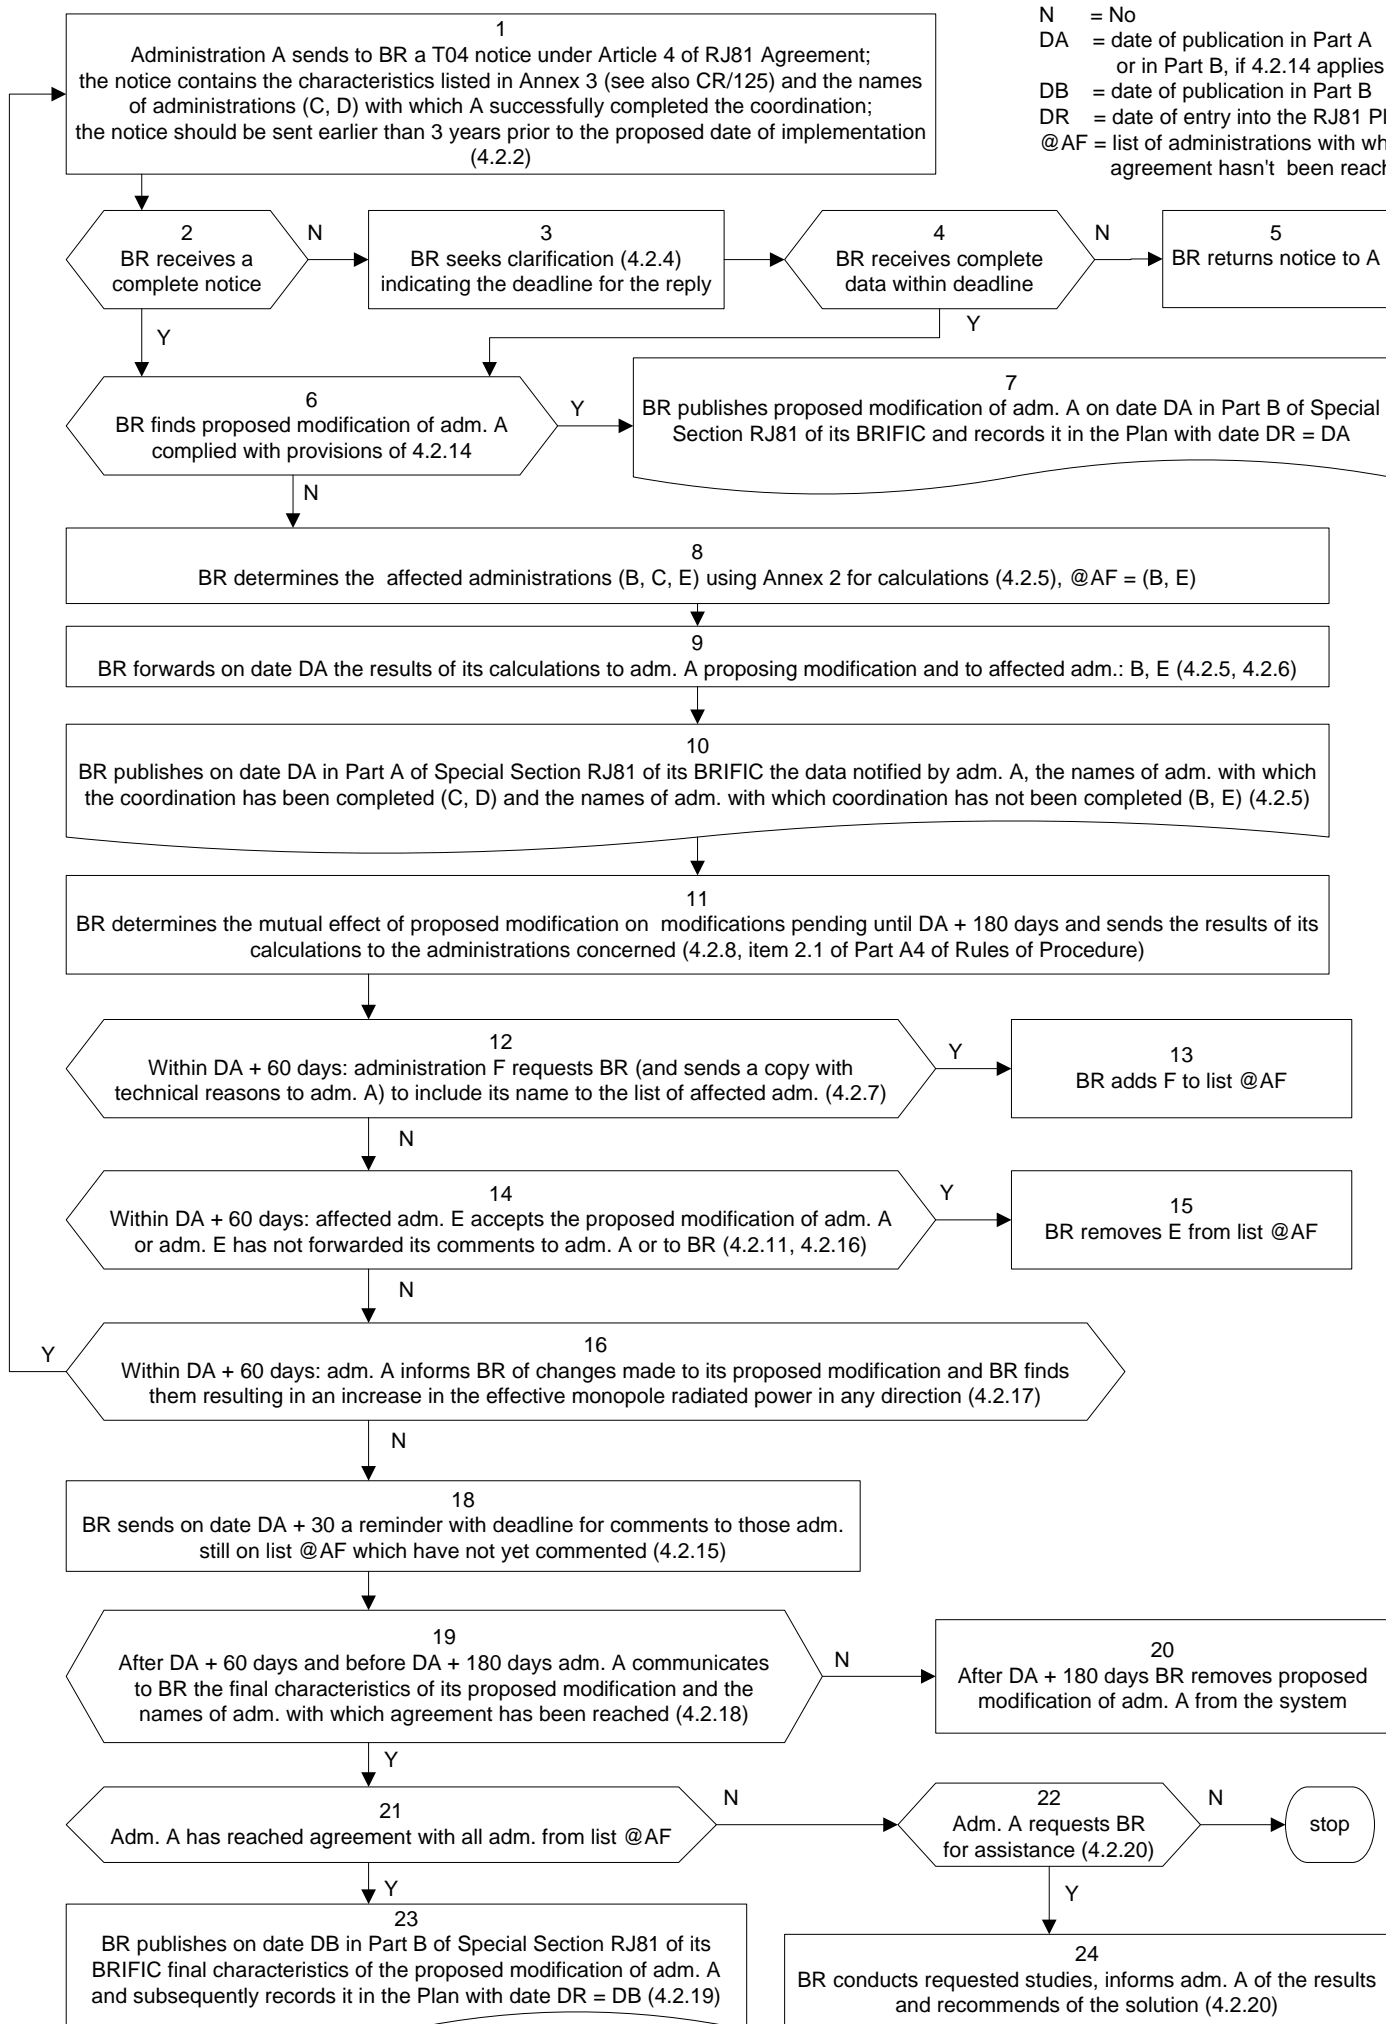 N = No
DA = date of publication in Part A
or in Part B, if 4.2.14 applies
DB = date of publication in Part B
DR = date of entry into the RJ81
@AF = list of administrations with
agreement hasn't been
1
Administration A sends to BR a T04 notice under Article 4 of RJ81 Agreement;
the notice contains the characteristics listed in Annex 3 (see also CR/125) and the names
of administrations (C, D) with which A successfully completed the coordination;
the notice should be sent earlier than 3 years prior to the proposed date of implementation
(4.2.2)
2
BR receives a
complete notice
N
3
BR seeks clarification (4.2.4)
indicating the deadline for the reply
4
BR receives complete
data within deadline
N
5
BR returns notice to A
Y
Y
6
BR finds proposed modification of adm. A
complied with provisions of 4.2.14
Y
7
BR publishes proposed modification of adm. A on date DA in Part B of Special
Section RJ81 of its BRIFIC and records it in the Plan with date DR = DA
N
8
BR determines the affected administrations (B, C, E) using Annex 2 for calculations (4.2.5), @AF = (B, E)
9
BR forwards on date DA the results of its calculations to adm. A proposing modification and to affected adm.: B, E (4.2.5, 4.2.6)
10
BR publishes on date DA in Part A of Special Section RJ81 of its BRIFIC the data notified by adm. A, the names of adm. with which
the coordination has been completed (C, D) and the names of adm. with which coordination has not been completed (B, E) (4.2.5)
11
BR determines the mutual effect of proposed modification on modifications pending until DA + 180 days and sends the results of its
calculations to the administrations concerned (4.2.8, item 2.1 of Part A4 of Rules of Procedure)
12
Within DA + 60 days: administration F requests BR (and sends a copy with
technical reasons to adm. A) to include its name to the list of affected adm. (4.2.7)
Y
13
BR adds F to list @AF
N
14
Within DA + 60 days: affected adm. E accepts the proposed modification of adm. A
or adm. E has not forwarded its comments to adm. A or to BR (4.2.11, 4.2.16)
Y
15
BR removes E from list @AF
N
Y
16
Within DA + 60 days: adm. A informs BR of changes made to its proposed modification and BR finds
them resulting in an increase in the effective monopole radiated power in any direction (4.2.17)
N
18
BR sends on date DA + 30 a reminder with deadline for comments to those adm.
still on list @AF which have not yet commented (4.2.15)
19
After DA + 60 days and before DA + 180 days adm. A communicates
to BR the final characteristics of its proposed modification and the
names of adm. with which agreement has been reached (4.2.18)
N
20
After DA + 180 days BR removes proposed
modification of adm. A from the system
Y
21
Adm. A has reached agreement with all adm. from list @AF
N
22
Adm. A requests BR
for assistance (4.2.20)
N
stop
Y
Y
23
BR publishes on date DB in Part B of Special Section RJ81 of its
BRIFIC final characteristics of the proposed modification of adm. A
and subsequently records it in the Plan with date DR = DB (4.2.19)
24
BR conducts requested studies, informs adm. A of the results
and recommends of the solution (4.2.20)